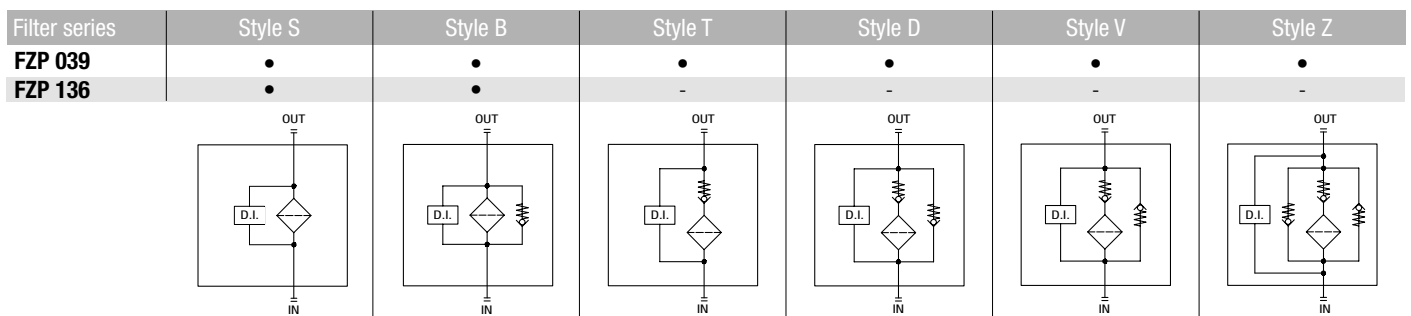 Filter series Style S Style B Style T Style D Style V Style Z
FZP 039 • • • • • •
FZP 136 • • - - - -
OUT OUT OUT OUT OUT OUT
D.I. D.I. D.I. D.I. D.I. D.I.
IN IN IN IN IN IN